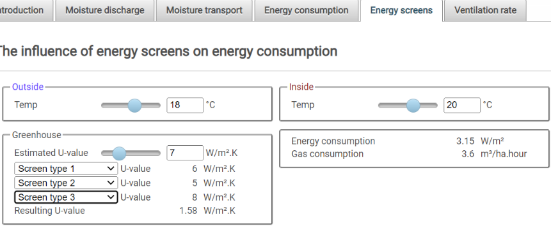 ntroduction Moisture discharge Moisture transport Energy consumption Energy screens Ventilation rate
The influence of energy screens on energy consumption
Outside
Temp 18 °C
Inside
Temp 20 °C
Greenhouse
Estimated U-value 7 W/m².K
Screen type 1 U-value 6 W/m².K
Screen type 2 U-value 5 W/m².K
Screen type 3 U-value 8 W/m².K
Resulting U-value 1.58 W/m².K
Energy consumption 3.15 W/m²
Gas consumption 3.6 m³/ha.hour